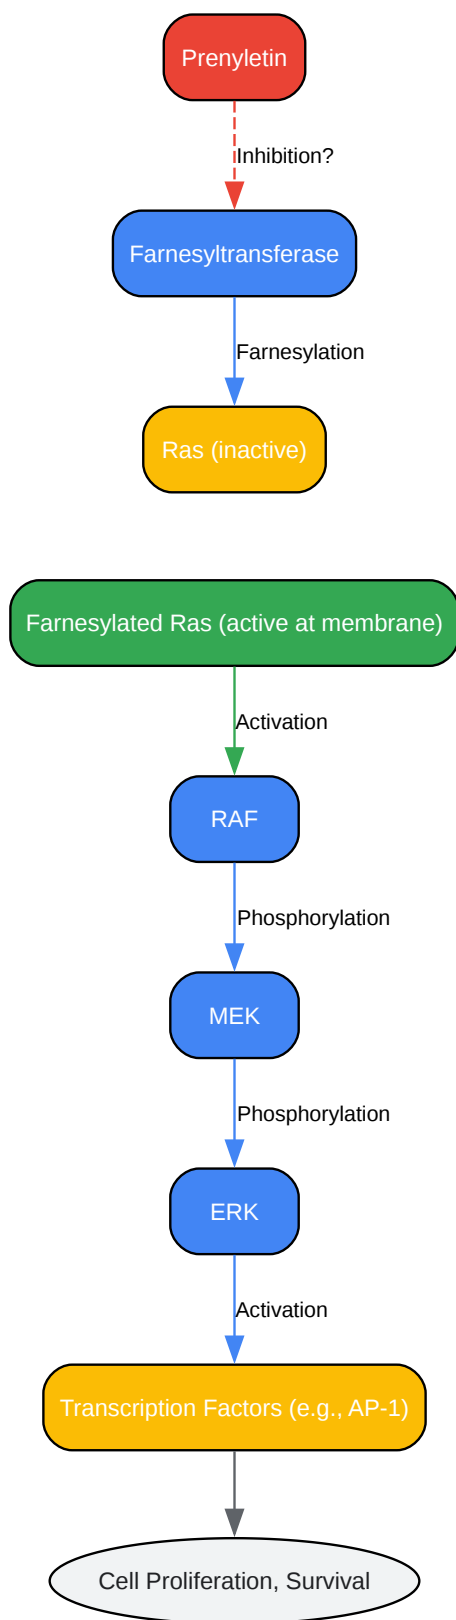 Prenyletin
Inhibition?
Farnesyltransferase
Farnesylation
Ras (inactive)
Farnesylated Ras (active at membrane)
Activation
RAF
Phosphorylation
MEK
Phosphorylation
ERK
Activation
Transcription Factors (e.g., AP-1)
Cell Proliferation, Survival